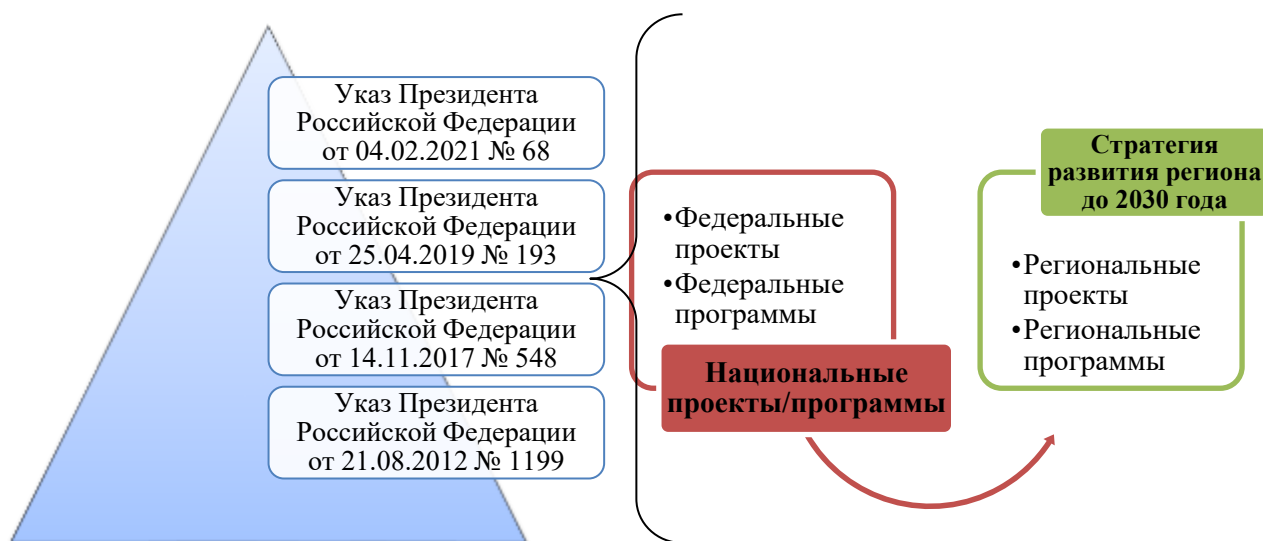 Указ Президента
Российской Федерации
от 04.02.2021 № 68
Указ Президента
Российской Федерации
от 25.04.2019 № 193
Указ Президента
Российской Федерации
от 14.11.2017 № 548
Указ Президента
Российской Федерации
от 21.08.2012 № 1199
•Федеральные
проекты
•Федеральные
программы
Национальные
проекты/программы
Стратегия
развития региона
до 2030 года
•Региональные
проекты
•Региональные
программы